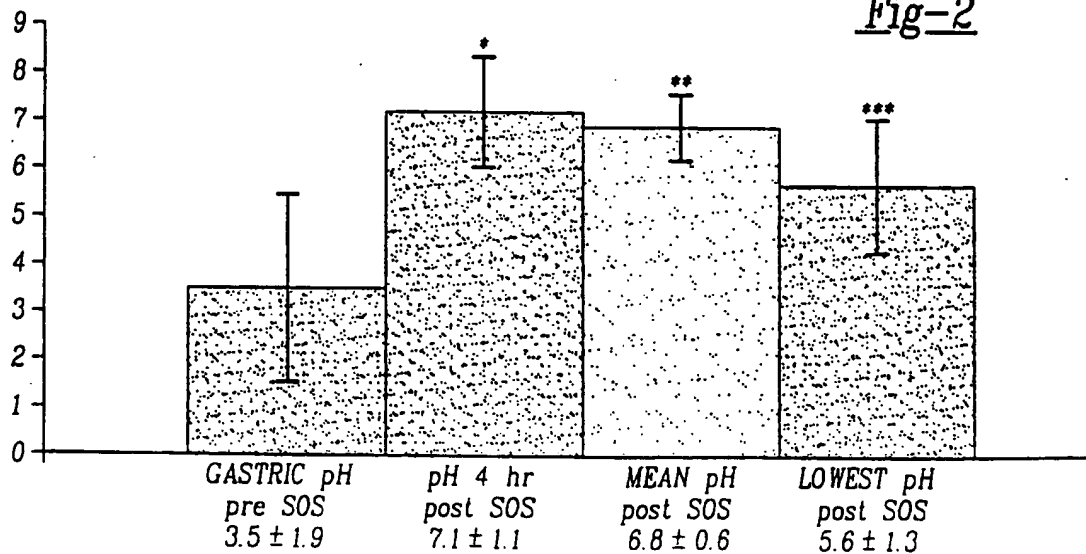 Fig-2
9
8
7
6
5
4
3
2
1
0
*
**
***
GASTRIC pH
pre SOS
3.5 ± 1.9
pH 4 hr
post SOS
7.1 ± 1.1
MEAN pH
post SOS
6.8 ± 0.6
LOWEST pH
post SOS
5.6 ± 1.3